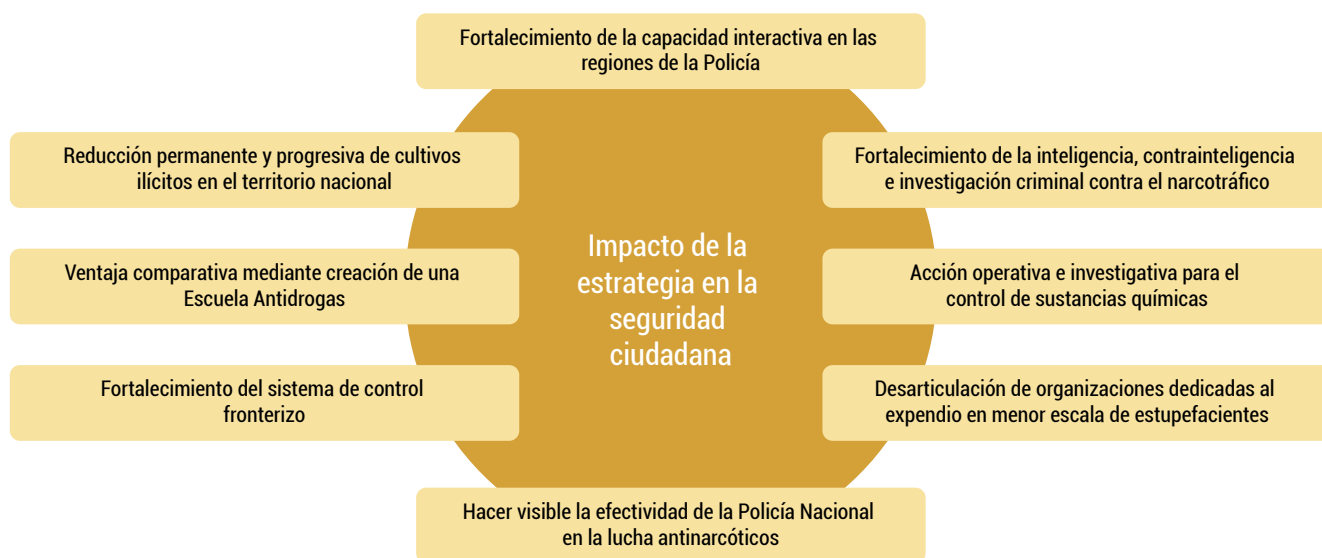 Fortalecimiento de la capacidad interactiva en las
regiones de la Policía
Reducción permanente y progresiva de cultivos
ilícitos en el territorio nacional
Fortalecimiento de la inteligencia, contrainteligencia
e investigación criminal contra el narcotráfico
Impacto de la
estrategia en la
seguridad
ciudadana
Ventaja comparativa mediante creación de una
Escuela Antidrogas
Acción operativa e investigativa para el
control de sustancias químicas
Fortalecimiento del sistema de control
fronterizo
Desarticulación de organizaciones dedicadas al
expendio en menor escala de estupefacientes
Hacer visible la efectividad de la Policía Nacional
en la lucha antinarcóticos